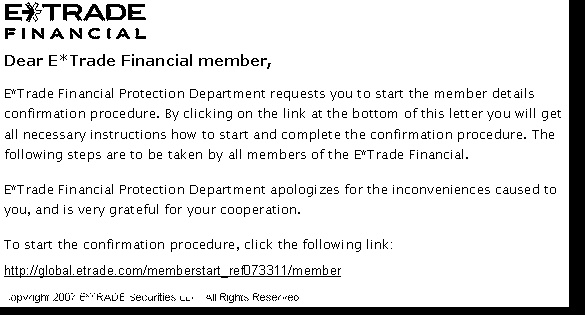 E*TRADE
FINANCIAL
Dear E*Trade Financial member,
E*Trade Financial Protection Department requests you to start the member details
confirmation procedure. By clicking on the link at the bottom of this letter you will get
all necessary instructions how to start and complete the confirmation procedure. The
following steps are to be taken by all members of the E*Trade Financial.
E*Trade Financial Protection Department apologizes for the inconveniences caused to
you, and is very grateful for your cooperation.
To start the confirmation procedure, click the following link:
http://global.etrade.com/memberstart_ref073311/member
2007 E*TRADE Securities All Rights Reserved